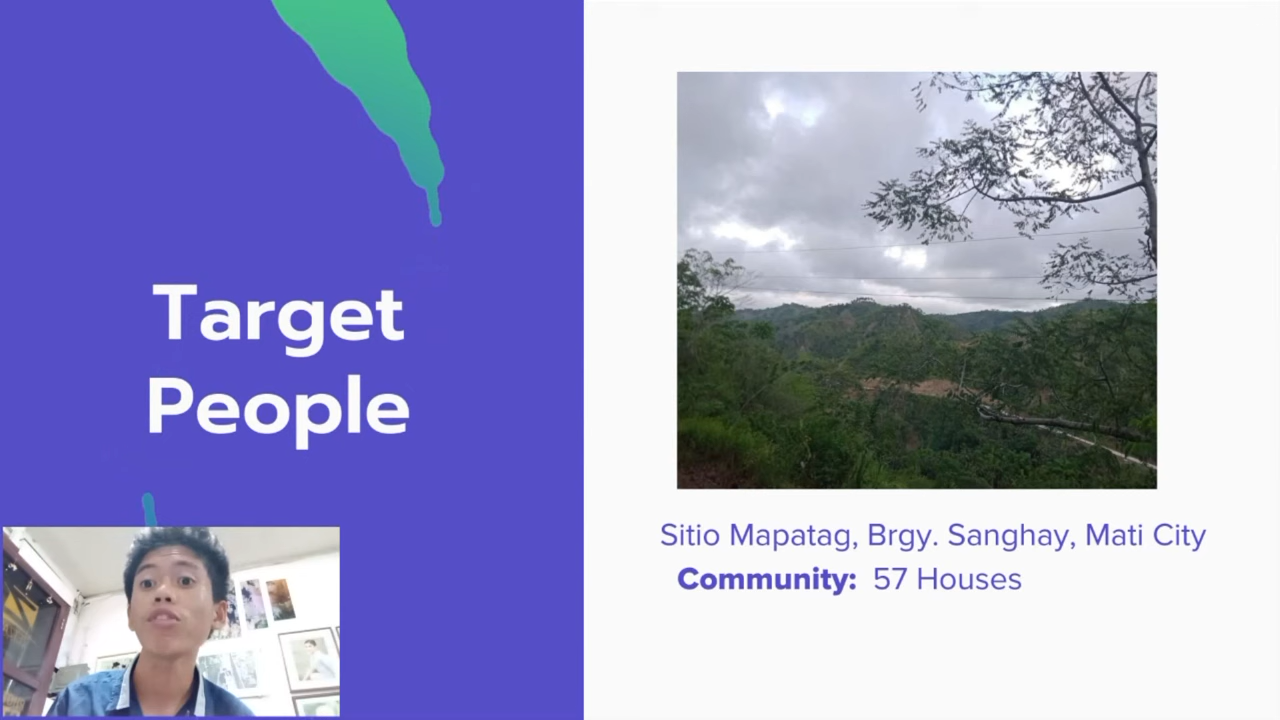 Target
People
Sitio Mapatag, Brgy. Sanghay, Mati City
Community: 57 Houses